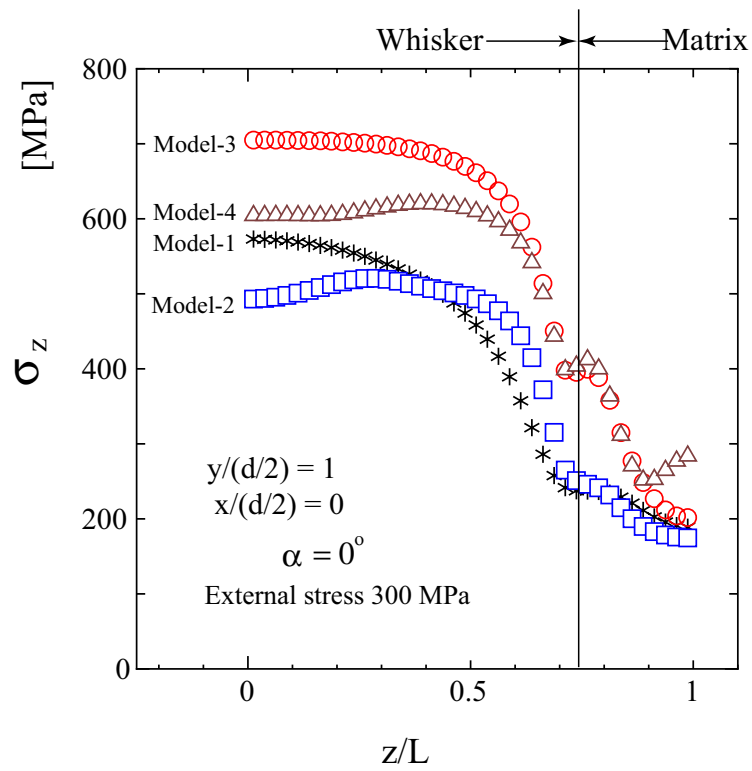 Whisker Matrix
800
[MPa]
Model-3
600
Model-4
Model-1
Model-2
σz
400
y/(d/2) = 1
x/(d/2) = 0
200
α = 0°
External stress 300 MPa
0
0 0.5 1
z/L